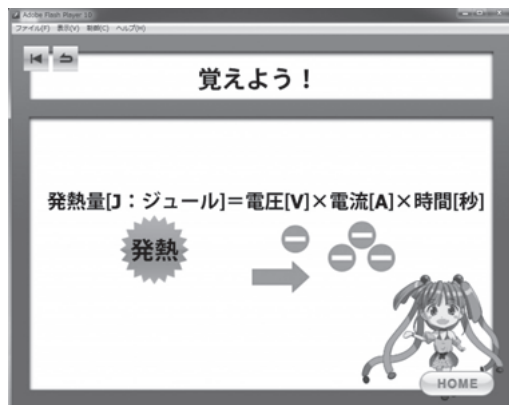 Adobe Flash Player 10
ファイル(F) 表示(V) 制御(C) ヘルプ(H)
覚えよう！
発熱量[J：ジュール]＝電圧[V]×電流[A]×時間[秒]
発熱
HOME